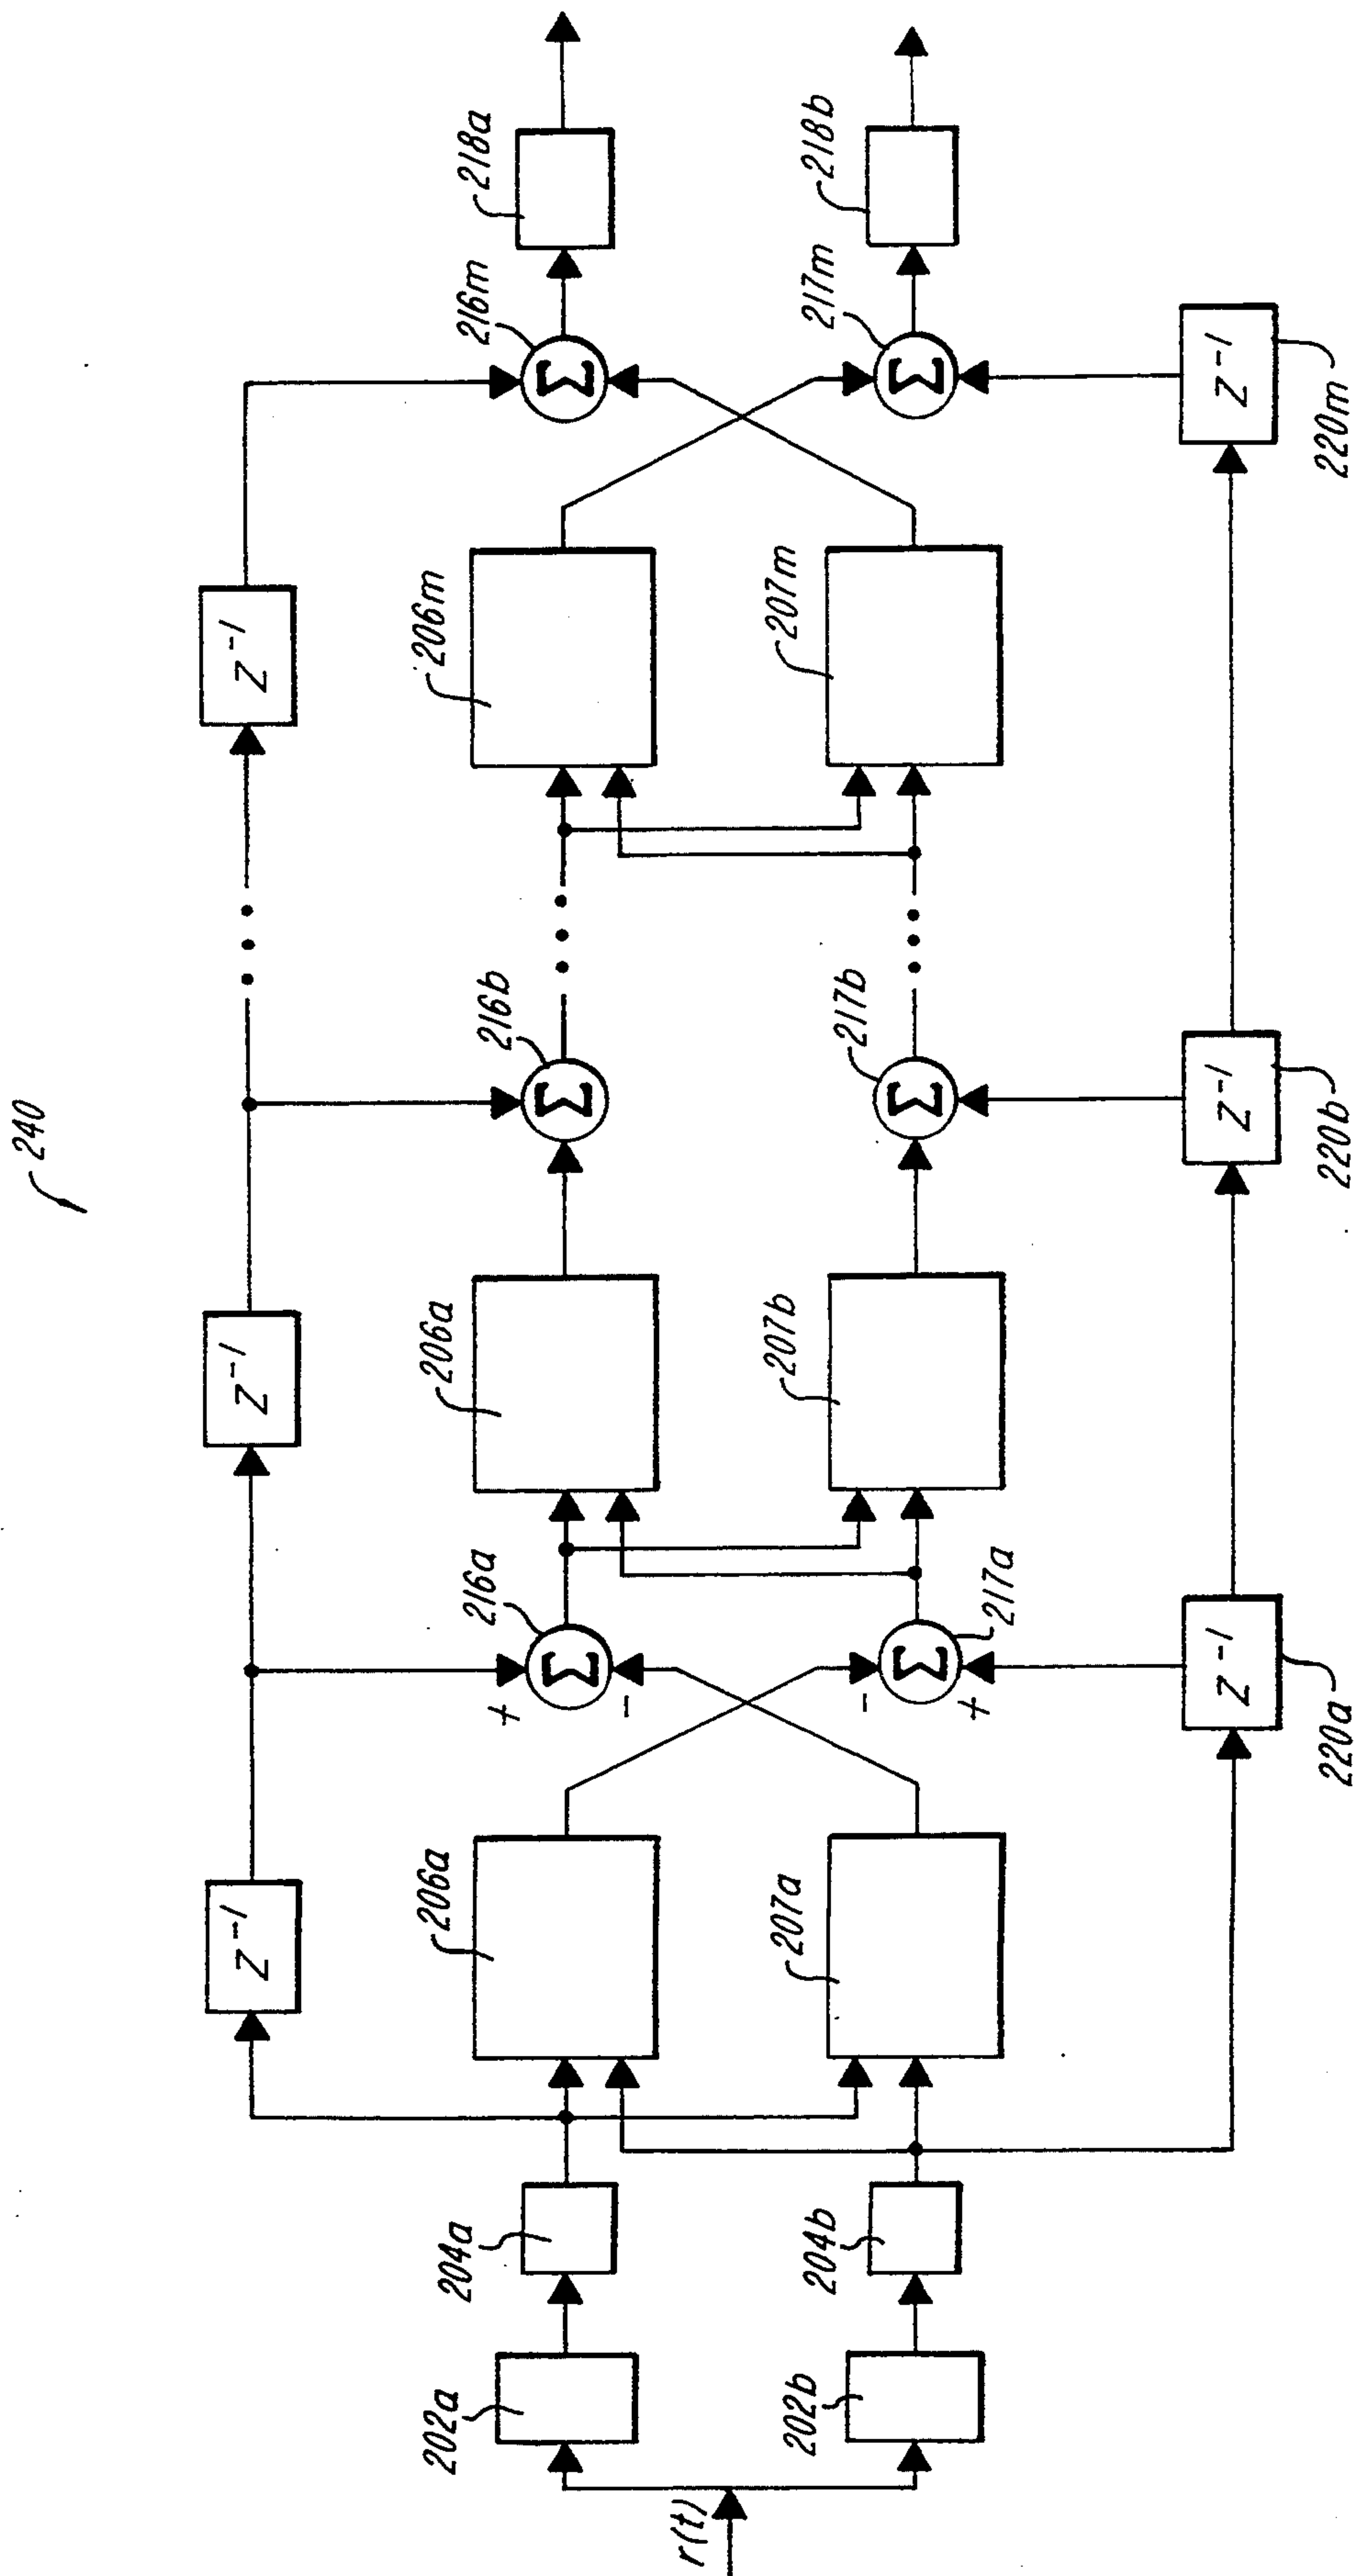 240
z⁻¹
z⁻¹
z⁻¹
r(t)
202a
204a
206a
+
-
216a
Σ
206a
216b
Σ
206m
216m
Σ
218a
202b
204b
207a
-
+
Σ
217a
207b
217b
Σ
207m
217m
Σ
218b
z⁻¹
220a
z⁻¹
220b
z⁻¹
220m